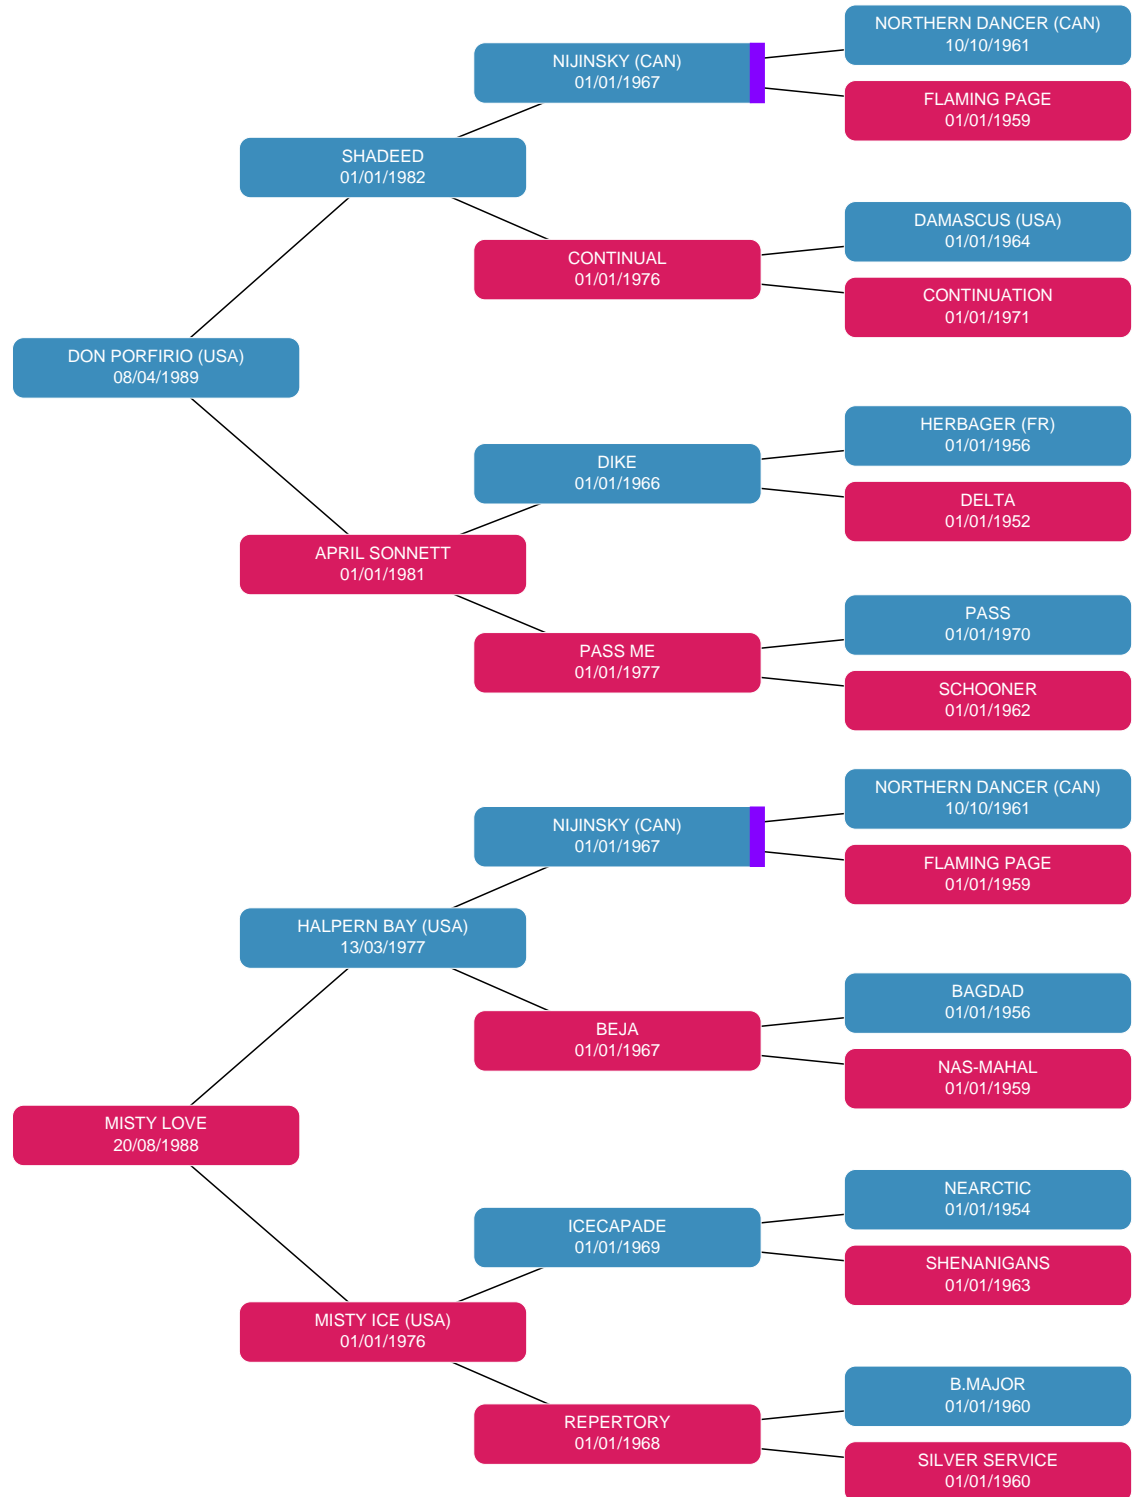 NORTHERN DANCER (CAN)
10/10/1961
NIJINSKY (CAN)
01/01/1967
FLAMING PAGE
01/01/1959
SHADEED
01/01/1982
DAMASCUS (USA)
01/01/1964
CONTINUAL
01/01/1976
CONTINUATION
01/01/1971
DON PORFIRIO (USA)
08/04/1989
HERBAGER (FR)
01/01/1956
DIKE
01/01/1966
DELTA
01/01/1952
APRIL SONNETT
01/01/1981
PASS
01/01/1970
PASS ME
01/01/1977
SCHOONER
01/01/1962
NORTHERN DANCER (CAN)
10/10/1961
NIJINSKY (CAN)
01/01/1967
FLAMING PAGE
01/01/1959
HALPERN BAY (USA)
13/03/1977
BAGDAD
01/01/1956
BEJA
01/01/1967
NAS-MAHAL
01/01/1959
MISTY LOVE
20/08/1988
NEARCTIC
01/01/1954
ICECAPADE
01/01/1969
SHENANIGANS
01/01/1963
MISTY ICE (USA)
01/01/1976
B.MAJOR
01/01/1960
REPERTORY
01/01/1968
SILVER SERVICE
01/01/1960